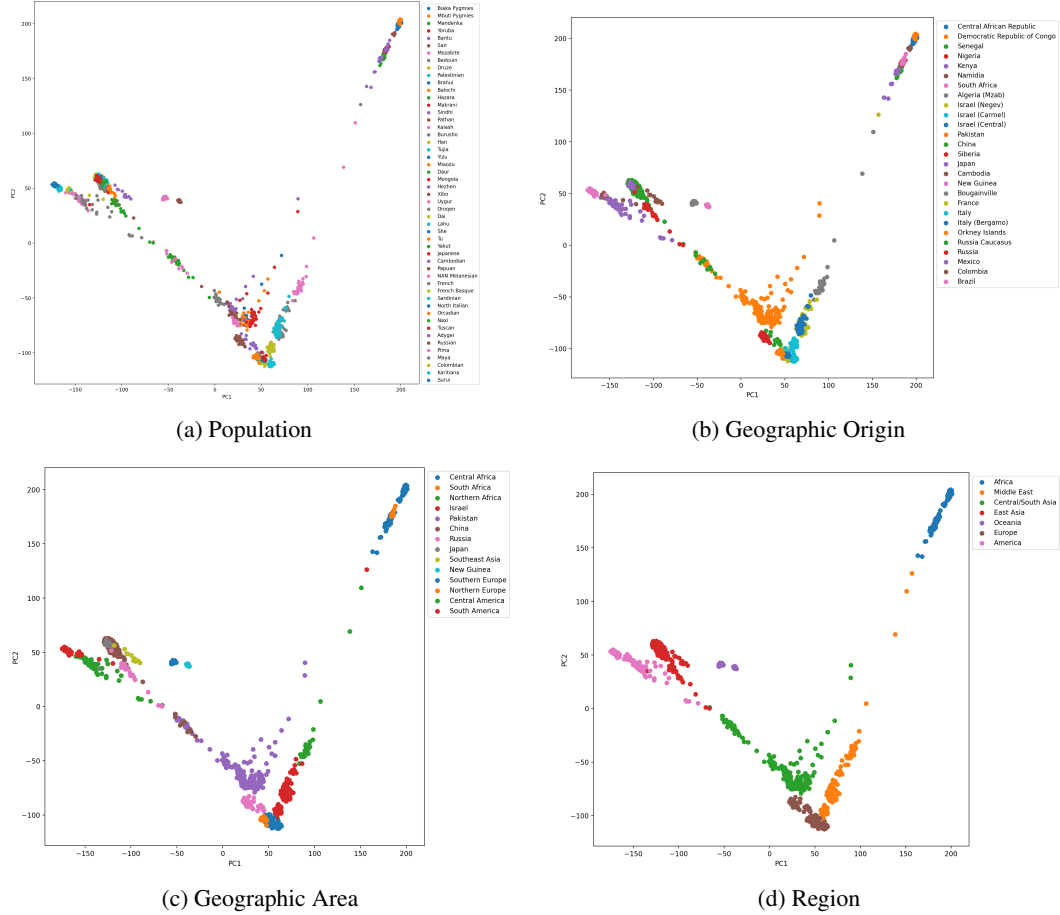 PC2
200
150
100
50
0
−50
−100
−150
−100
−50
0
50
100
150
200
PC1
Biaka Pygmies
Mbuti Pygmies
Mandenka
Yoruba
Bantu
San
Mozabite
Bedouin
Druze
Palestinian
Brahui
Balochi
Hazara
Makrani
Sindhi
Pathan
Kalash
Burusho
Han
Tujia
Yizu
Miaozu
Daur
Mongola
Hezhen
Xibo
Uygur
Oroqen
Dai
Lahu
She
Tu
Yakut
Japanese
Cambodian
Papuan
NAN Melanesian
French
French Basque
Sardinian
North Italian
Orcadian
Naxi
Tuscan
Adygei
Russian
Pima
Maya
Colombian
Karitiana
Surui
(a) Population
PC2
200
150
100
50
0
−50
−100
−150
−100
−50
0
50
100
150
200
PC1
Central African Republic
Democratic Republic of Congo
Senegal
Nigeria
Kenya
Namidia
South Africa
Algeria (Mzab)
Israel (Negev)
Israel (Carmel)
Israel (Central)
Pakistan
China
Siberia
Japan
Cambodia
New Guinea
Bougainville
France
Italy
Italy (Bergamo)
Orkney Islands
Russia Caucasus
Russia
Mexico
Colombia
Brazil
(b) Geographic Origin
PC2
200
150
100
50
0
−50
−100
−150
−100
−50
0
50
100
150
200
PC1
Central Africa
South Africa
Northern Africa
Israel
Pakistan
China
Russia
Japan
Southeast Asia
New Guinea
Southern Europe
Northern Europe
Central America
South America
(c) Geographic Area
PC2
200
150
100
50
0
−50
−100
−150
−100
−50
0
50
100
150
200
PC1
Africa
Middle East
Central/South Asia
East Asia
Oceania
Europe
America
(d) Region